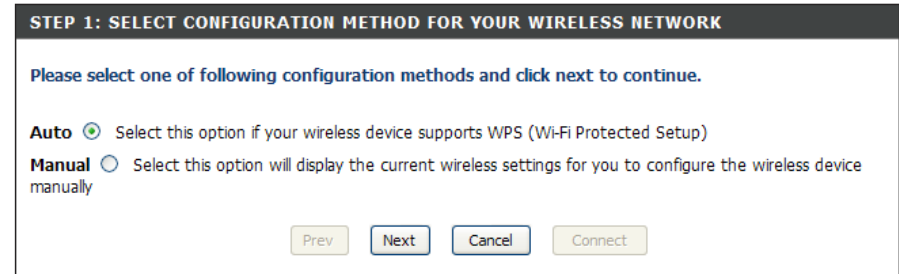 STEP 1: SELECT CONFIGURATION METHOD FOR YOUR WIRELESS NETWORK
Please select one of following configuration methods and click next to continue.
Auto Select this option if your wireless device supports WPS (Wi-Fi Protected Setup)
Manual Select this option will display the current wireless settings for you to configure the wireless device
manually
Prev Next Cancel Connect